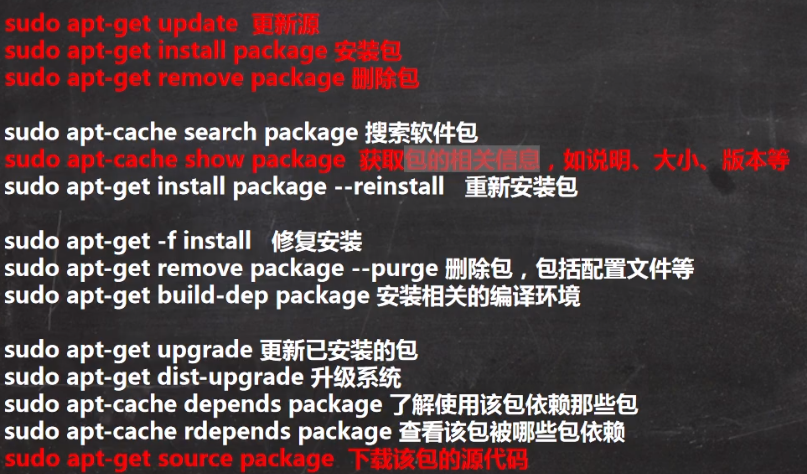 sudo apt-get update 更新源
sudo apt-get install package 安装包
sudo apt-get remove package 删除包
sudo apt-cache search package 搜索软件包
sudo apt-cache show package 获取包的相关信息，如说明、大小、版本等
sudo apt-get install package --reinstall 重新安装包
sudo apt-get -f install 修复安装
sudo apt-get remove package --purge 删除包，包括配置文件等
sudo apt-get build-dep package 安装相关的编译环境
sudo apt-get upgrade 更新已安装的包
sudo apt-get dist-upgrade 升级系统
sudo apt-cache depends package 了解使用该包依赖那些包
sudo apt-cache rdepends package 查看该包被哪些包依赖
sudo apt-get source package 下载该包的源代码